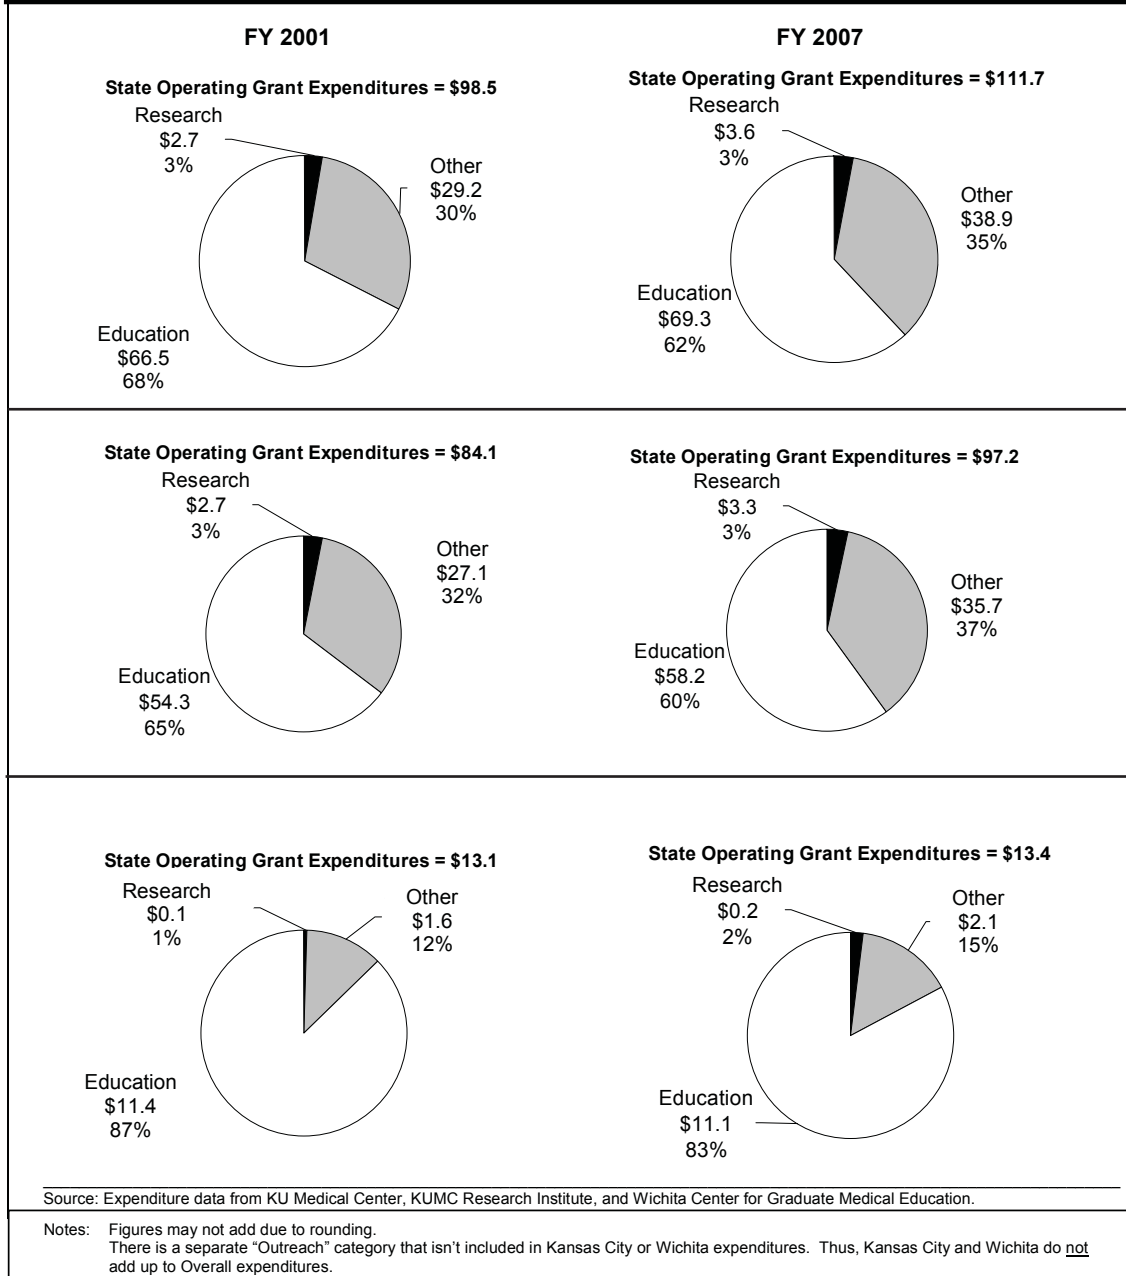 FY 2001
FY 2007
State Operating Grant Expenditures = $98.5
Research
$2.7
3%
Other
$29.2
30%
Education
$66.5
68%
State Operating Grant Expenditures = $111.7
Research
$3.6
3%
Other
$38.9
35%
Education
$69.3
62%
State Operating Grant Expenditures = $84.1
Research
$2.7
3%
Other
$27.1
32%
Education
$54.3
65%
State Operating Grant Expenditures = $97.2
Research
$3.3
3%
Other
$35.7
37%
Education
$58.2
60%
State Operating Grant Expenditures = $13.1
Research
$0.1
1%
Other
$1.6
12%
Education
$11.4
87%
State Operating Grant Expenditures = $13.4
Research
$0.2
2%
Other
$2.1
15%
Education
$11.1
83%
Source: Expenditure data from KU Medical Center, KUMC Research Institute, and Wichita Center for Graduate Medical Education.
Notes: Figures may not add due to rounding.
There is a separate “Outreach” category that isn’t included in Kansas City or Wichita expenditures. Thus, Kansas City and Wichita do not
add up to Overall expenditures.